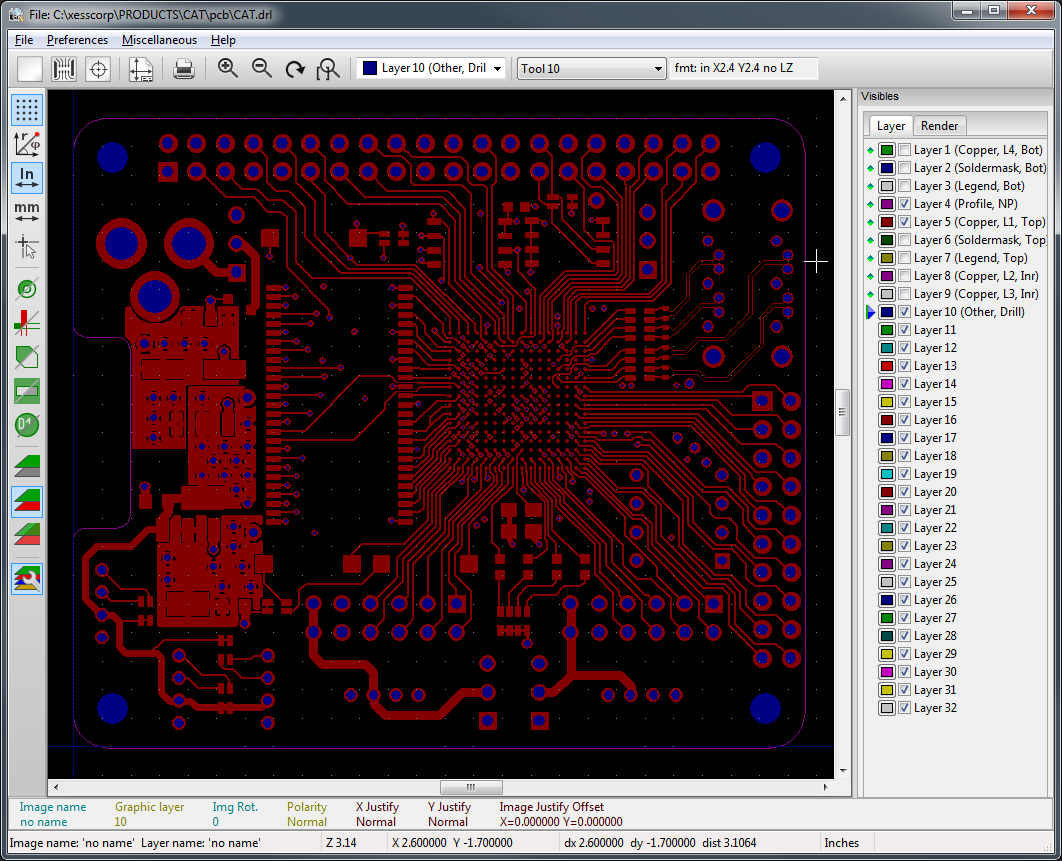 File: C:\xesscorp\PRODUCTS\CAT\pcb\CAT.drl
File Preferences Miscellaneous Help
Layer 10 (Other, Dril Tool 10 fmt: in X2.4 Y2.4 no LZ
Visibles
Layer Render
r φ
In
mm
D1
Layer 1 (Copper, L4, Bot)
Layer 2 (Soldermask, Bot)
Layer 3 (Legend, Bot)
Layer 4 (Profile, NP)
Layer 5 (Copper, L1, Top)
Layer 6 (Soldermask, Top)
Layer 7 (Legend, Top)
Layer 8 (Copper, L2, Inr)
Layer 9 (Copper, L3, Inr)
Layer 10 (Other, Drill)
Layer 11
Layer 12
Layer 13
Layer 14
Layer 15
Layer 16
Layer 17
Layer 18
Layer 19
Layer 20
Layer 21
Layer 22
Layer 23
Layer 24
Layer 25
Layer 26
Layer 27
Layer 28
Layer 29
Layer 30
Layer 31
Layer 32
Image name Graphic layer Img Rot. Polarity X Justify Y Justify Image Justify Offset
no name 10 0 Normal Normal Normal X=0.000000 Y=0.000000
Image name: 'no name' Layer name: 'no name' Z 3.14 X 2.600000 Y -1.700000 dx 2.600000 dy -1.700000 dist 3.1064 Inches